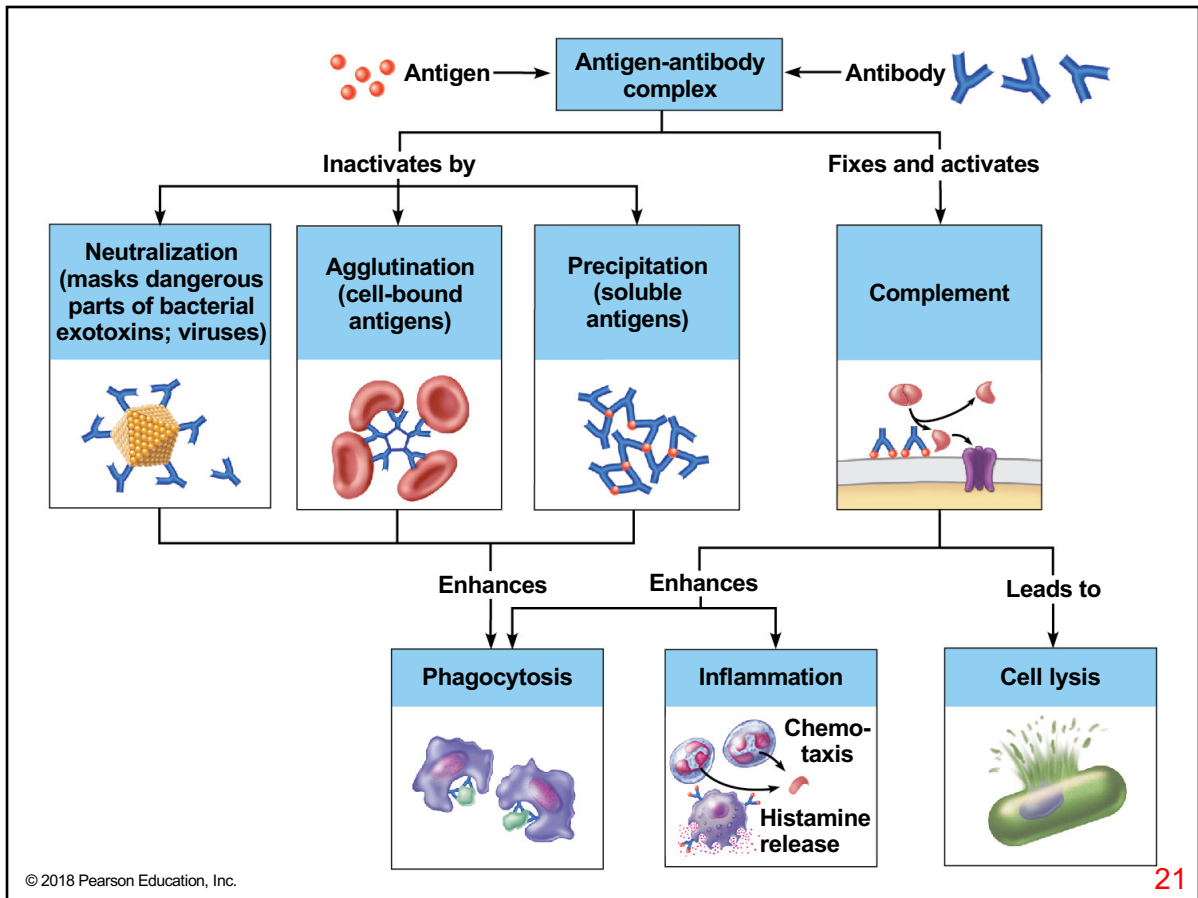 Antigen
Antigen-antibody
complex
Antibody
Inactivates by
Fixes and activates
Neutralization
(masks dangerous
parts of bacterial
exotoxins; viruses)
Agglutination
(cell-bound
antigens)
Precipitation
(soluble
antigens)
Complement
Enhances
Enhances
Leads to
Phagocytosis
Inflammation
Cell lysis
Chemo-
taxis
Histamine
release
© 2018 Pearson Education, Inc.
21